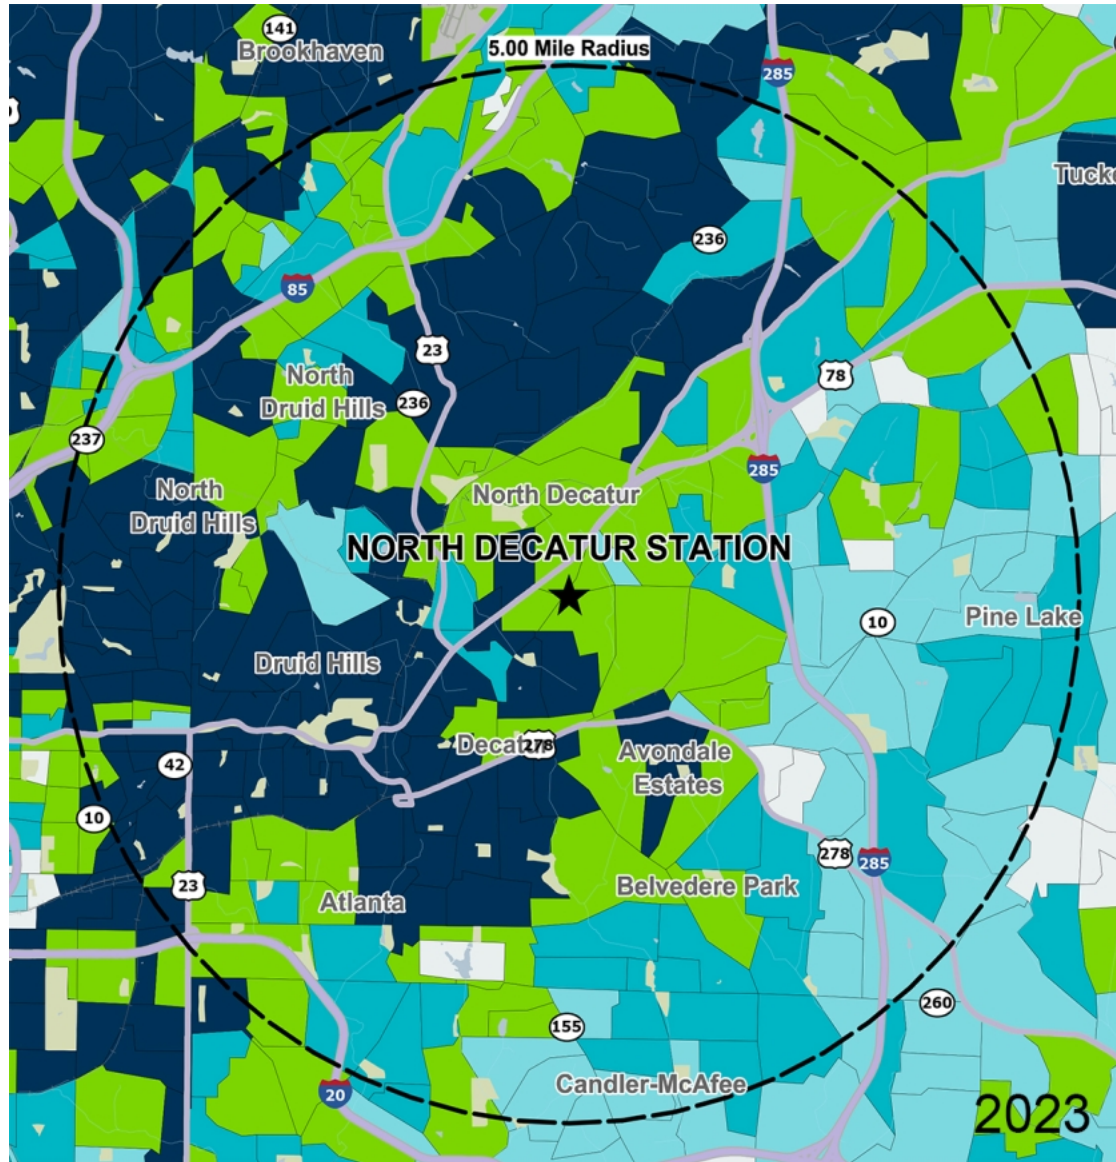 141
Brookhaven
5.00 Mile Radius
285
236
85
23
North
Druid Hills
236
78
237
285
North
Druid Hills
North Decatur
NORTH DECATUR STATION
10
Pine Lake
Druid Hills
278
42
Avondale
Estates
10
278
285
23
Belvedere Park
Atlanta
260
155
Candler-McAfee
20
2023